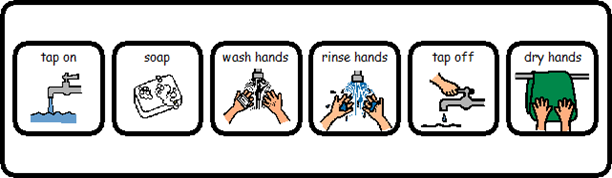 tap on
soap
wash hands
rinse hands
tap off
dry hands